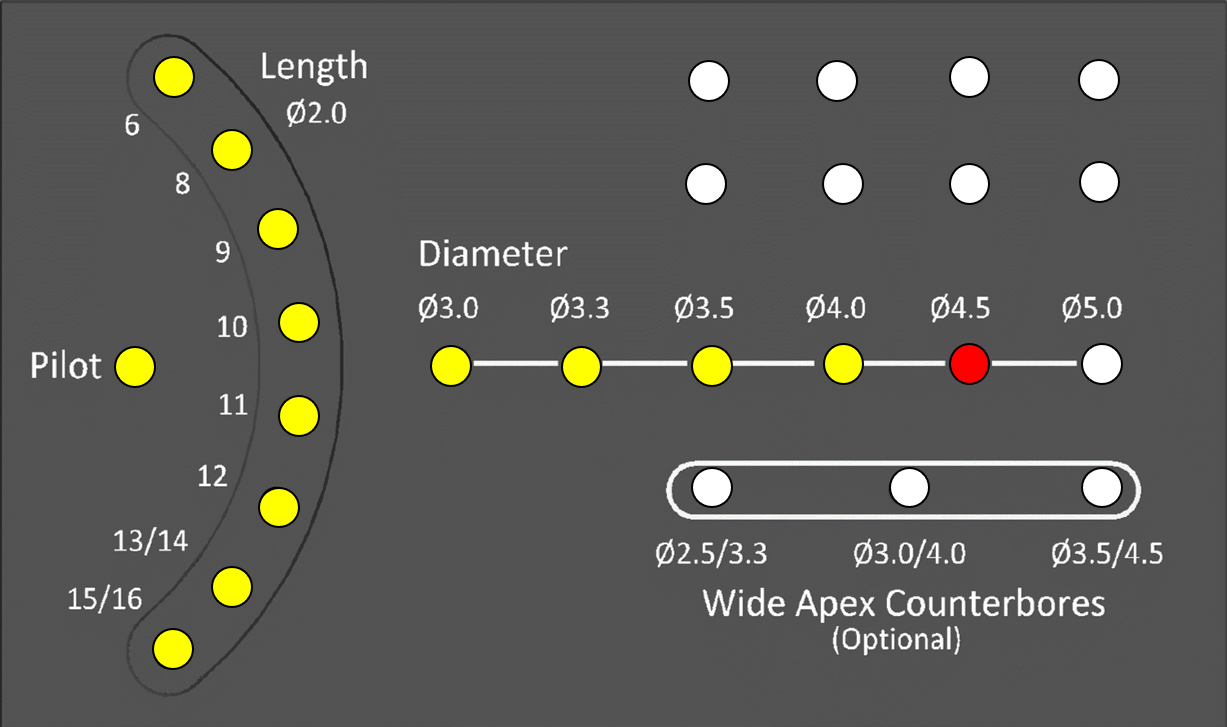 Length
Ø2.0
6
8
9
10
11
12
13/14
15/16
Pilot
Diameter
Ø3.0 Ø3.3 Ø3.5 Ø4.0 Ø4.5 Ø5.0
Ø2.5/3.3 Ø3.0/4.0 Ø3.5/4.5
Wide Apex Counterbores
(Optional)